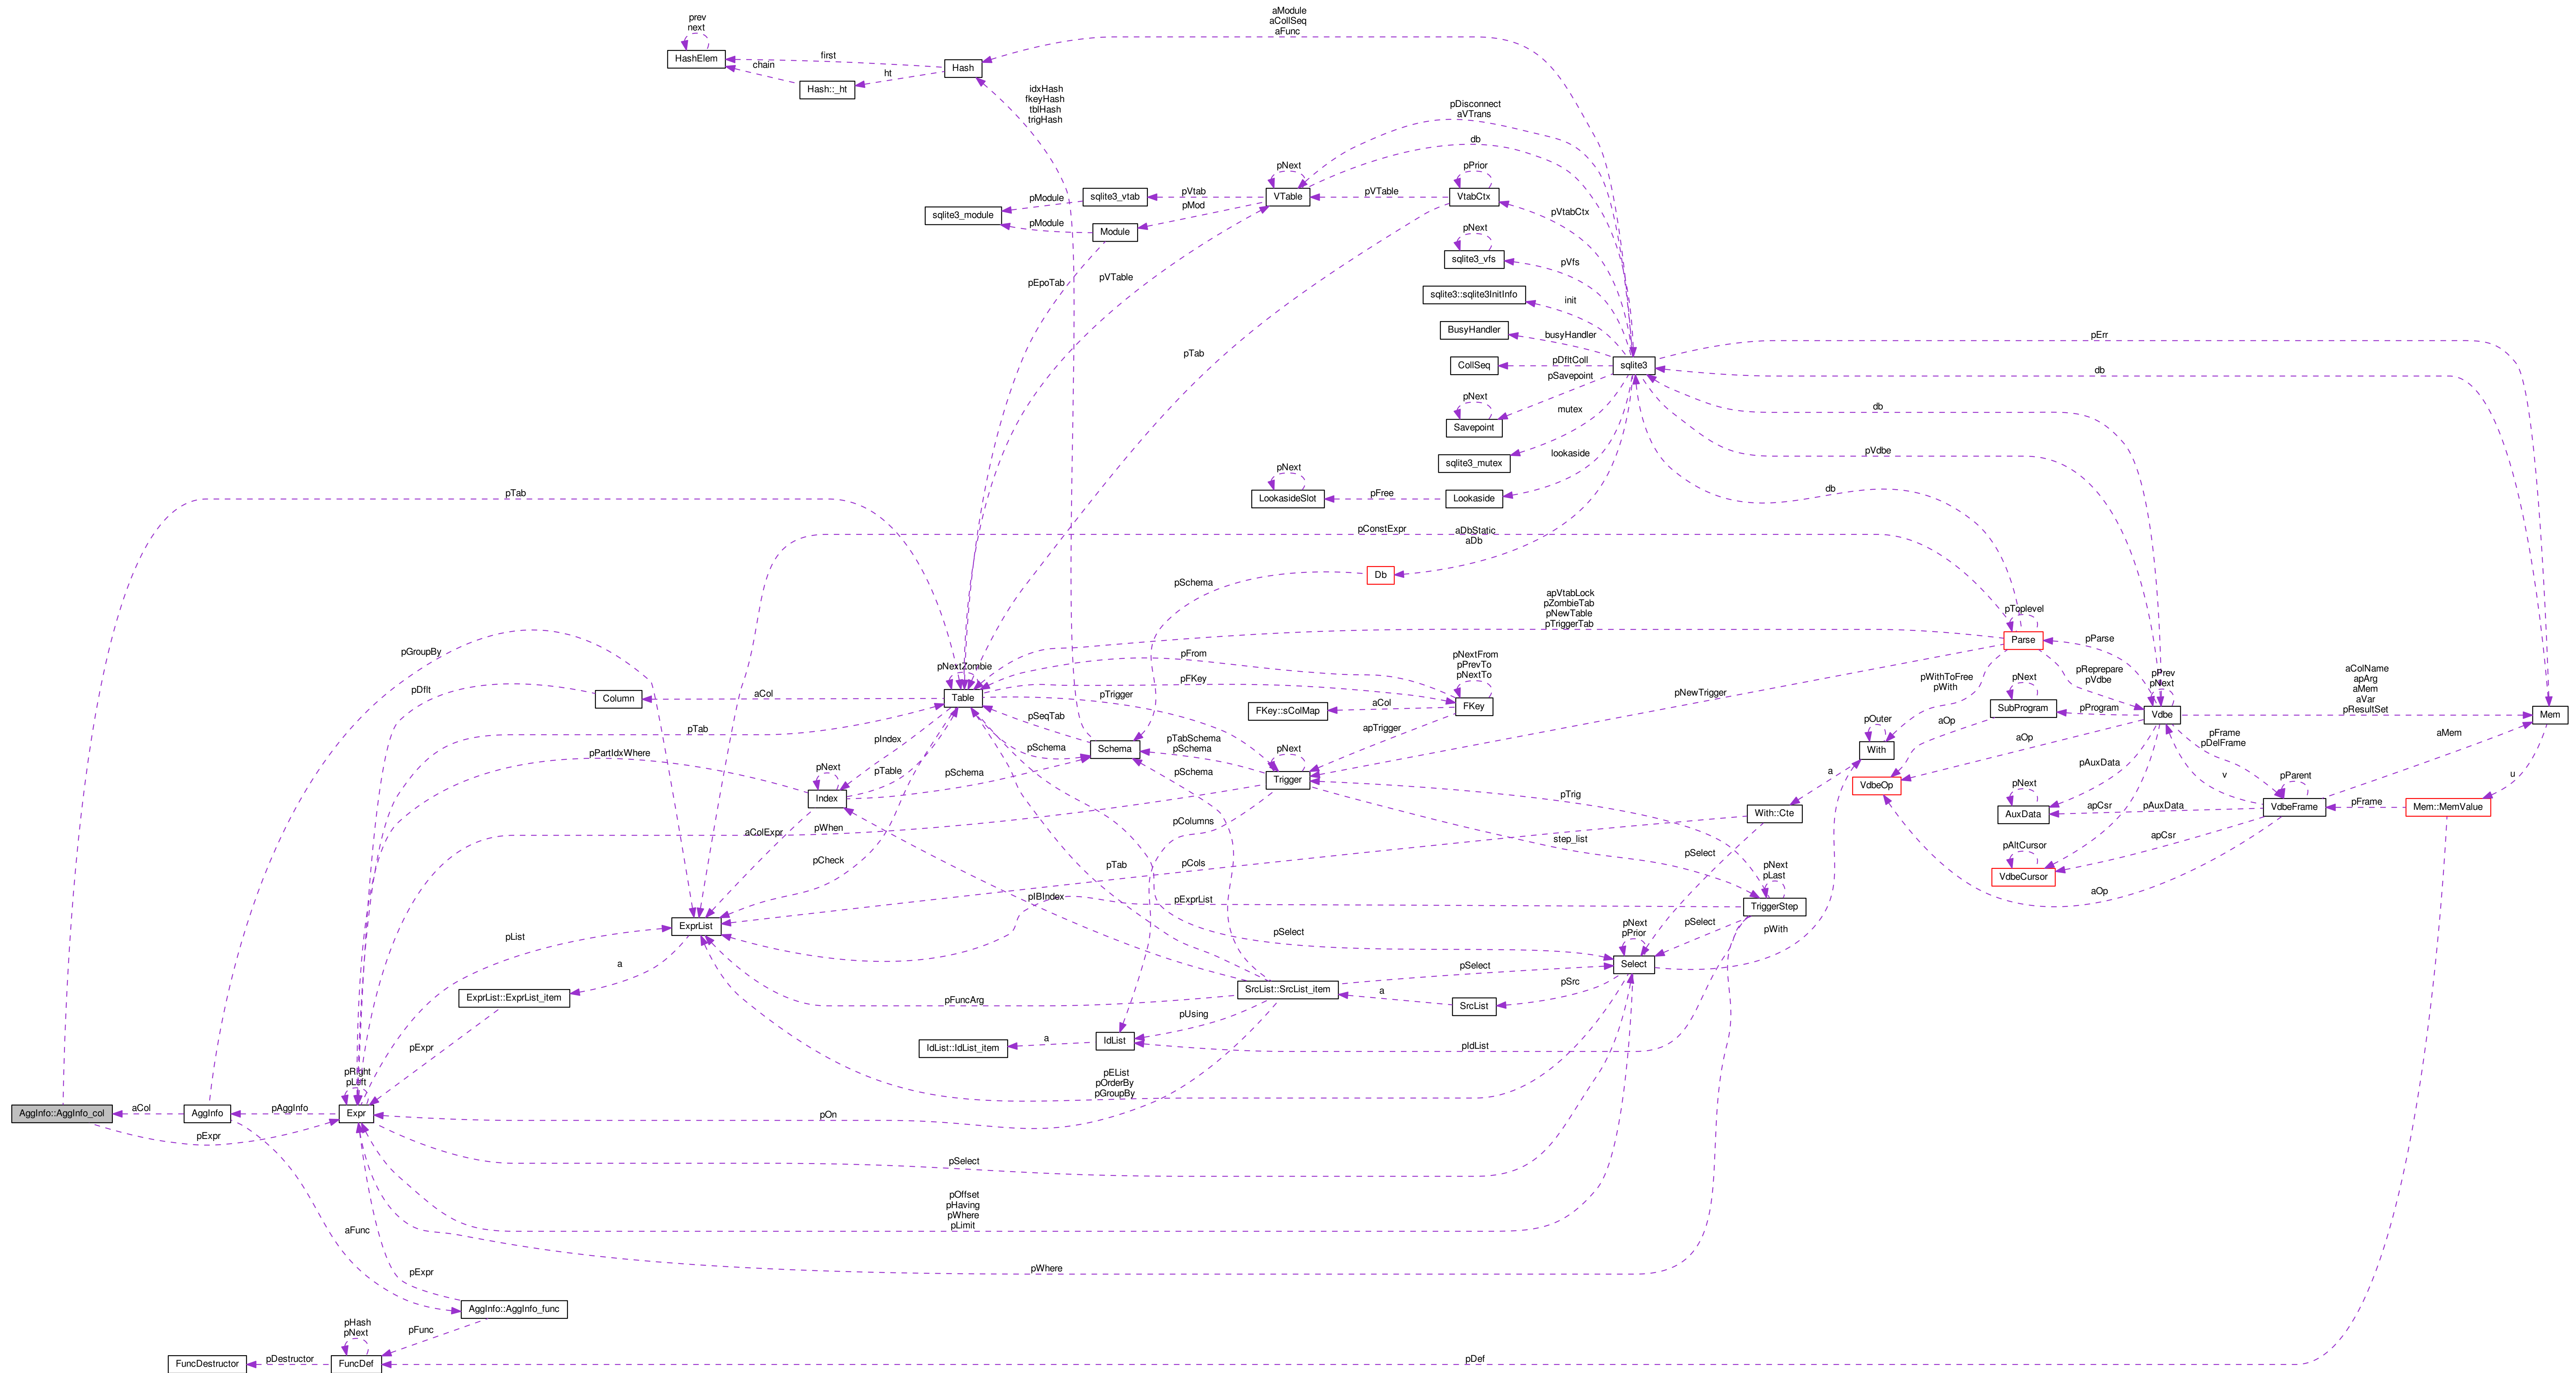 aModule
aCollSeq
aFunc
prev
next
HashElem
first
chain
Hash
ht
Hash::_ht
idxHash
fkeyHash
tblHash
trigHash
pDisconnect
aVTrans
db
pNext
pPrior
sqlite3_module
pModule
pModule
sqlite3_vtab
pVtab
pMod
VTable
pVTable
VtabCtx
pVtabCtx
Module
pNext
sqlite3_vfs
pVfs
pEpoTab
pVTable
sqlite3::sqlite3InitInfo
init
BusyHandler
busyHandler
pErr
pTab
CollSeq
pDfltColl
sqlite3
db
pSavepoint
pNext
Savepoint
mutex
db
sqlite3_mutex
lookaside
pVdbe
pNext
LookasideSlot
pFree
Lookaside
db
pTab
pConstExpr
aDbStatic
aDb
pSchema
Db
apVtabLock
pZombieTab
pNewTable
pTriggerTab
pToplevel
Parse
pParse
pGroupBy
pFrom
pNextFrom
pPrevTo
pNextTo
pReprepare
pVdbe
pWithToFree
pWith
pDflt
pNextZombie
pFKey
pNewTrigger
pNext
pPrev
pNext
aColName
apArg
aMem
aVar
pResultSet
Column
aCol
Table
pTrigger
FKey::sColMap
aCol
FKey
SubProgram
pProgram
Vdbe
Mem
pTab
pSeqTab
apTrigger
aOp
aOp
pFrame
pDelFrame
aMem
pPartIdxWhere
pIndex
pTable
pSchema
Schema
pTabSchema
pSchema
pNext
pOuter
With
pNext
Index
pSchema
pSchema
Trigger
a
VdbeOp
pAuxData
v
pParent
u
pTrig
pNext
AuxData
apCsr
pAuxData
VdbeFrame
pFrame
Mem::MemValue
aColExpr
pWhen
pColumns
With::Cte
step_list
pAltCursor
apCsr
pCheck
pTab
pCols
pSelect
pNext
pLast
VdbeCursor
aOp
pIBIndex
pExprList
TriggerStep
ExprList
pList
pSelect
pNext
pPrior
pSelect
pWith
a
pSelect
Select
ExprList::ExprList_item
pFuncArg
SrcList::SrcList_item
a
SrcList
pSrc
pUsing
pExpr
IdList::IdList_item
a
IdList
pIdList
pRight
pLeft
pEList
pOrderBy
pGroupBy
AggInfo::AggInfo_col
aCol
AggInfo
pAggInfo
Expr
pOn
pExpr
pSelect
pOffset
pHaving
pWhere
pLimit
aFunc
pExpr
pWhere
AggInfo::AggInfo_func
pHash
pNext
pFunc
FuncDestructor
pDestructor
FuncDef
pDef